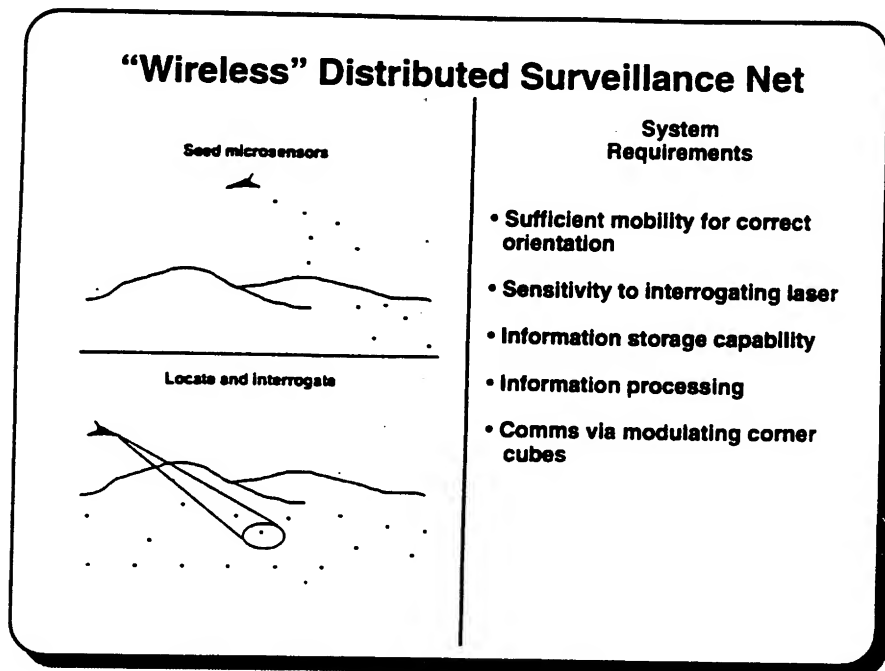 “Wireless” Distributed Surveillance Net
Seed microsensors
Locate and interrogate
System
Requirements
• Sufficient mobility for correct
orientation
• Sensitivity to interrogating laser
• Information storage capability
• Information processing
• Comms via modulating corner
cubes